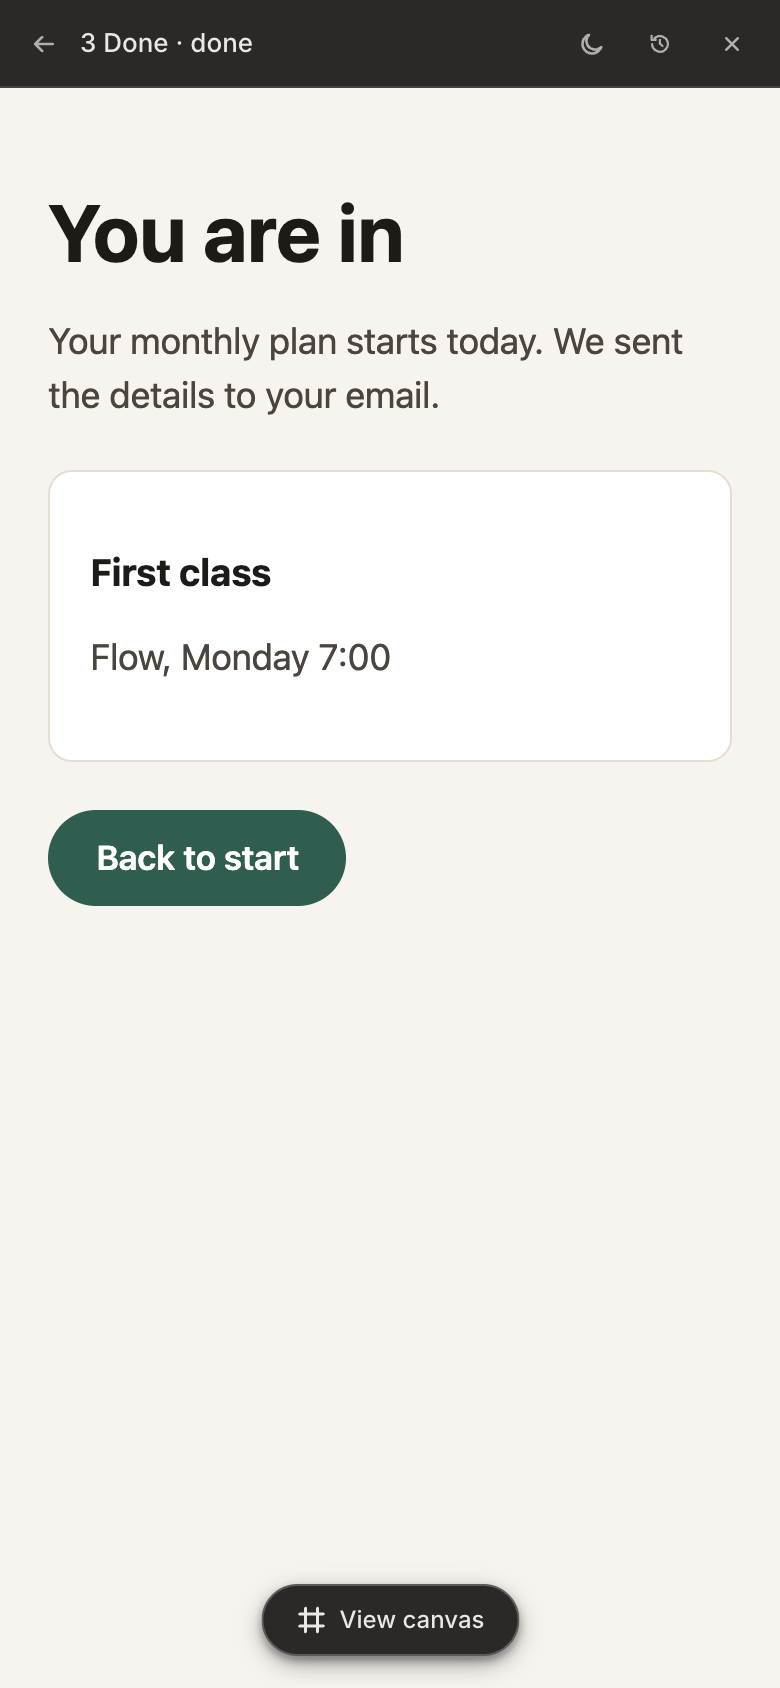 3 Done · done
You are in
Your monthly plan starts today. We sent
the details to your email.
First class
Flow, Monday 7:00
Back to start
View canvas